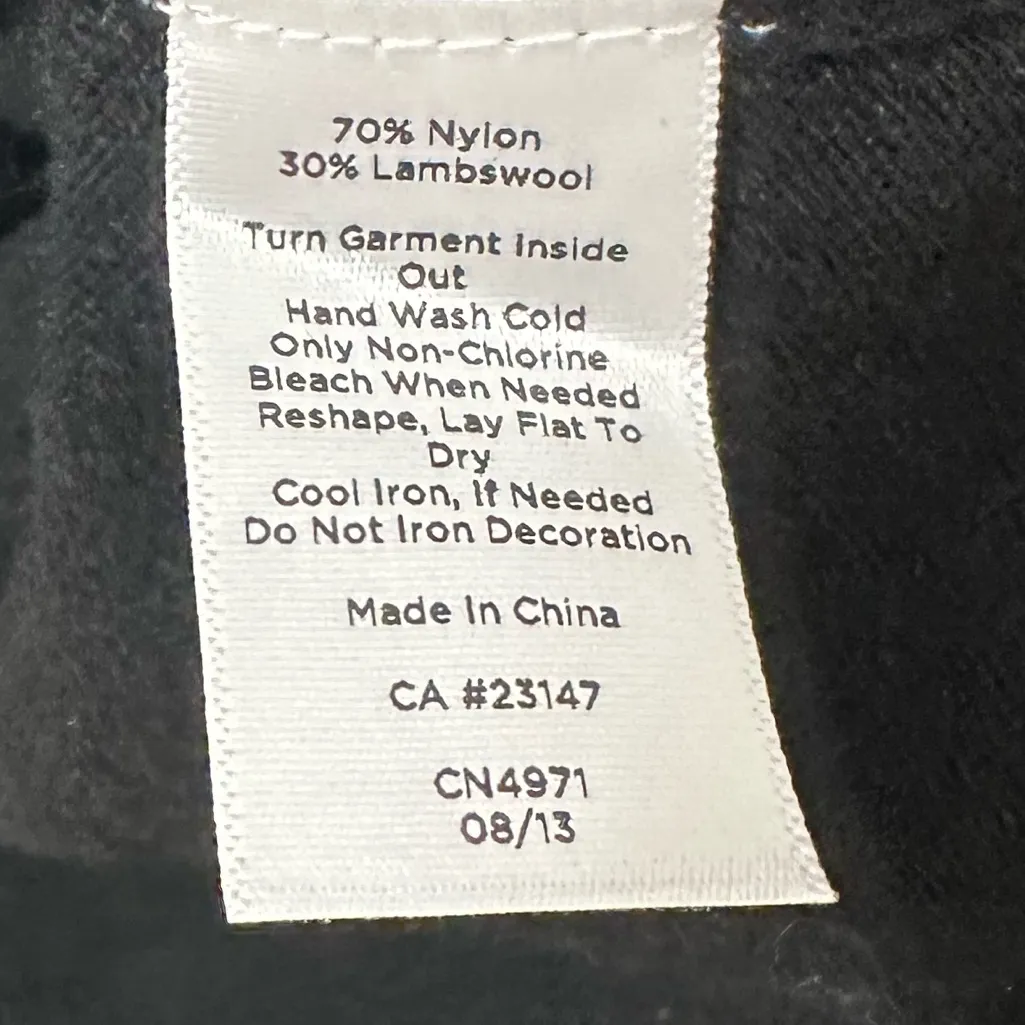 70% Nylon
30% Lambswool
Turn Garment Inside
Out
Hand Wash Cold
Only Non-Chlorine
Bleach When Needed
Reshape, Lay Flat To
Dry
Cool Iron, If Needed
Do Not Iron Decoration
Made In China
CA #23147
CN4971
08/13